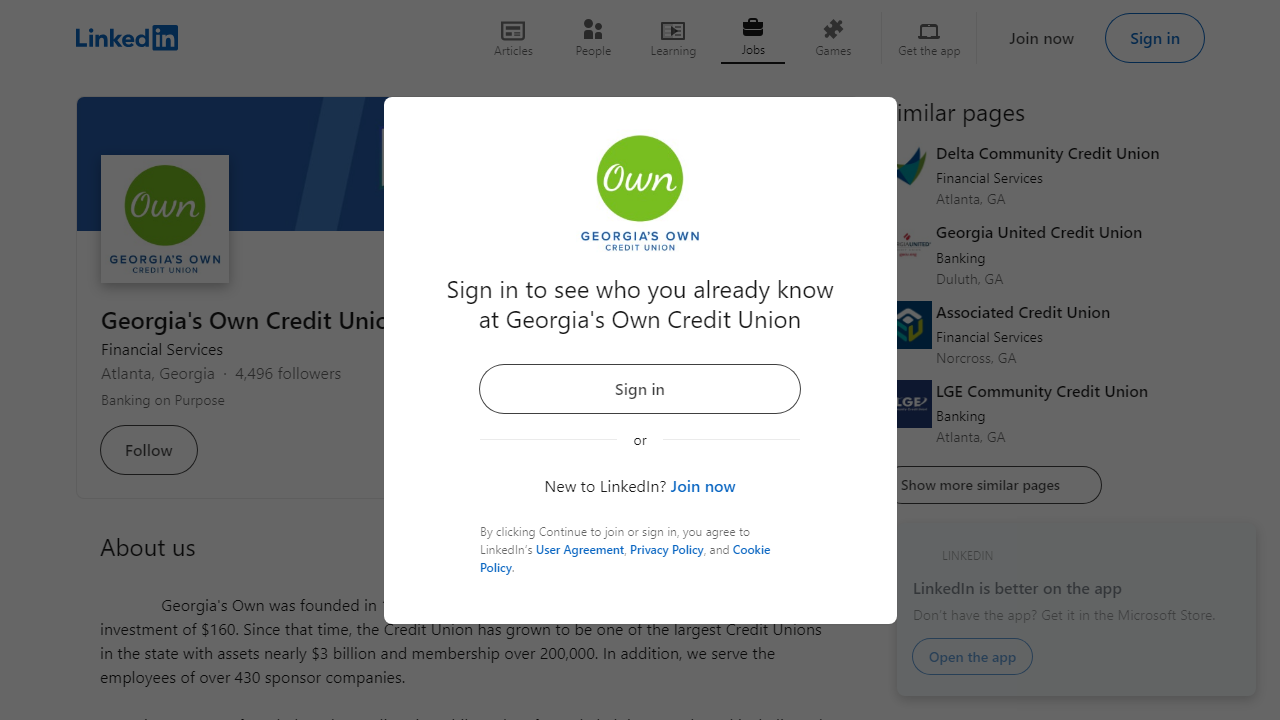 LinkedIn
Articles
People
Learning
Jobs
Games
Get the app
Join now
Sign in
Own
GEORGIA'S OWN
CREDIT UNION
Georgia's Own Credit
Financial Services
Atlanta, Georgia · 4,496 followers
Banking on Purpose
Follow
Own
GEORGIA'S OWN
CREDIT UNION
Sign in to see who you already know
at Georgia's Own Credit Union
Sign in
or
New to LinkedIn? Join now
By clicking Continue to join or sign in, you agree to
LinkedIn's User Agreement, Privacy Policy, and Cookie
Policy.
pages
Delta Community Credit Union
Financial Services
Atlanta, GA
Georgia United Credit Union
Banking
Duluth, GA
Associated Credit Union
Financial Services
Norcross, GA
LGE
LGE Community Credit Union
Banking
Atlanta, GA
Show more similar pages
LINKEDIN
LinkedIn is better on the app
Don't have the app? Get it in the Microsoft Store.
Open the app
About us
Georgia's Own was founded in
investment of $160. Since that time, the Credit Union has grown to be one of the largest Credit Unions
in the state with assets nearly $3 billion and membership over 200,000. In addition, we serve the
employees of over 430 sponsor companies.